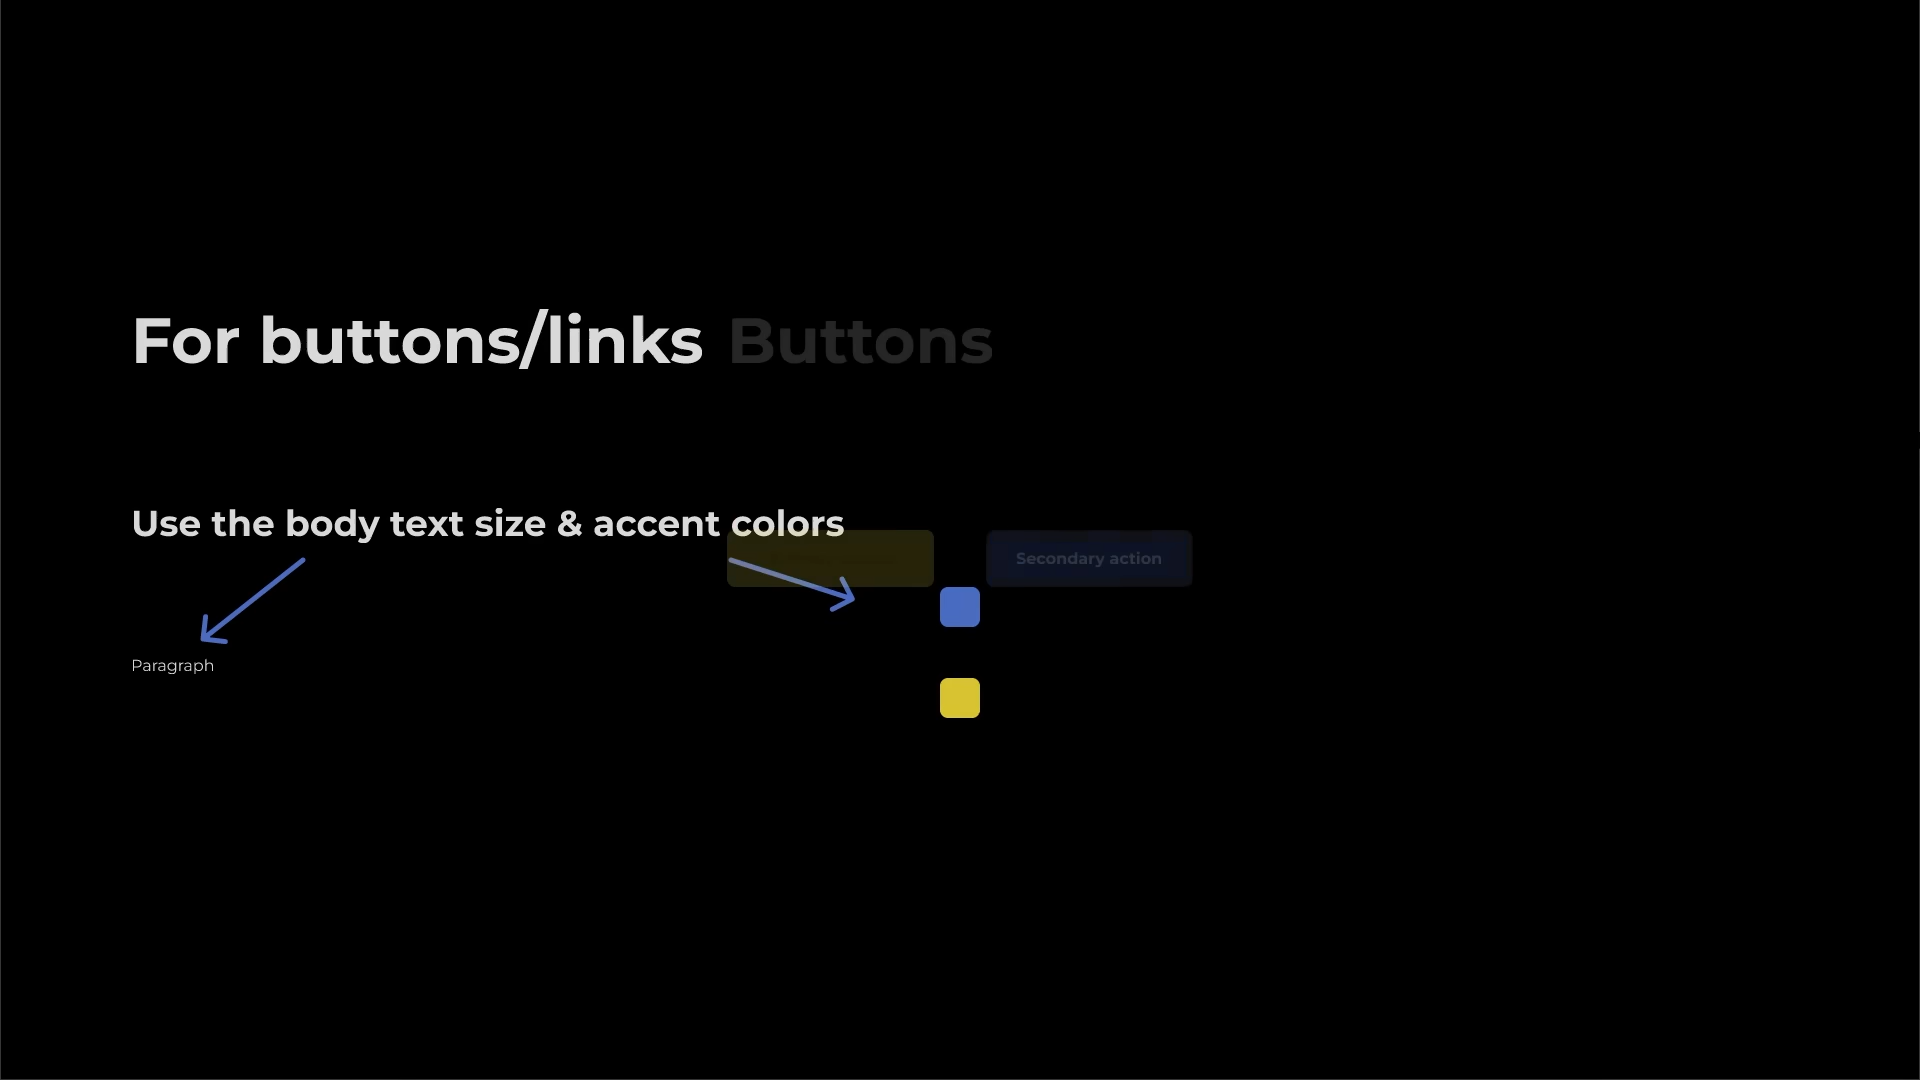 For buttons/links Buttons
Use the body text size & accent colors
Secondary action
Paragraph